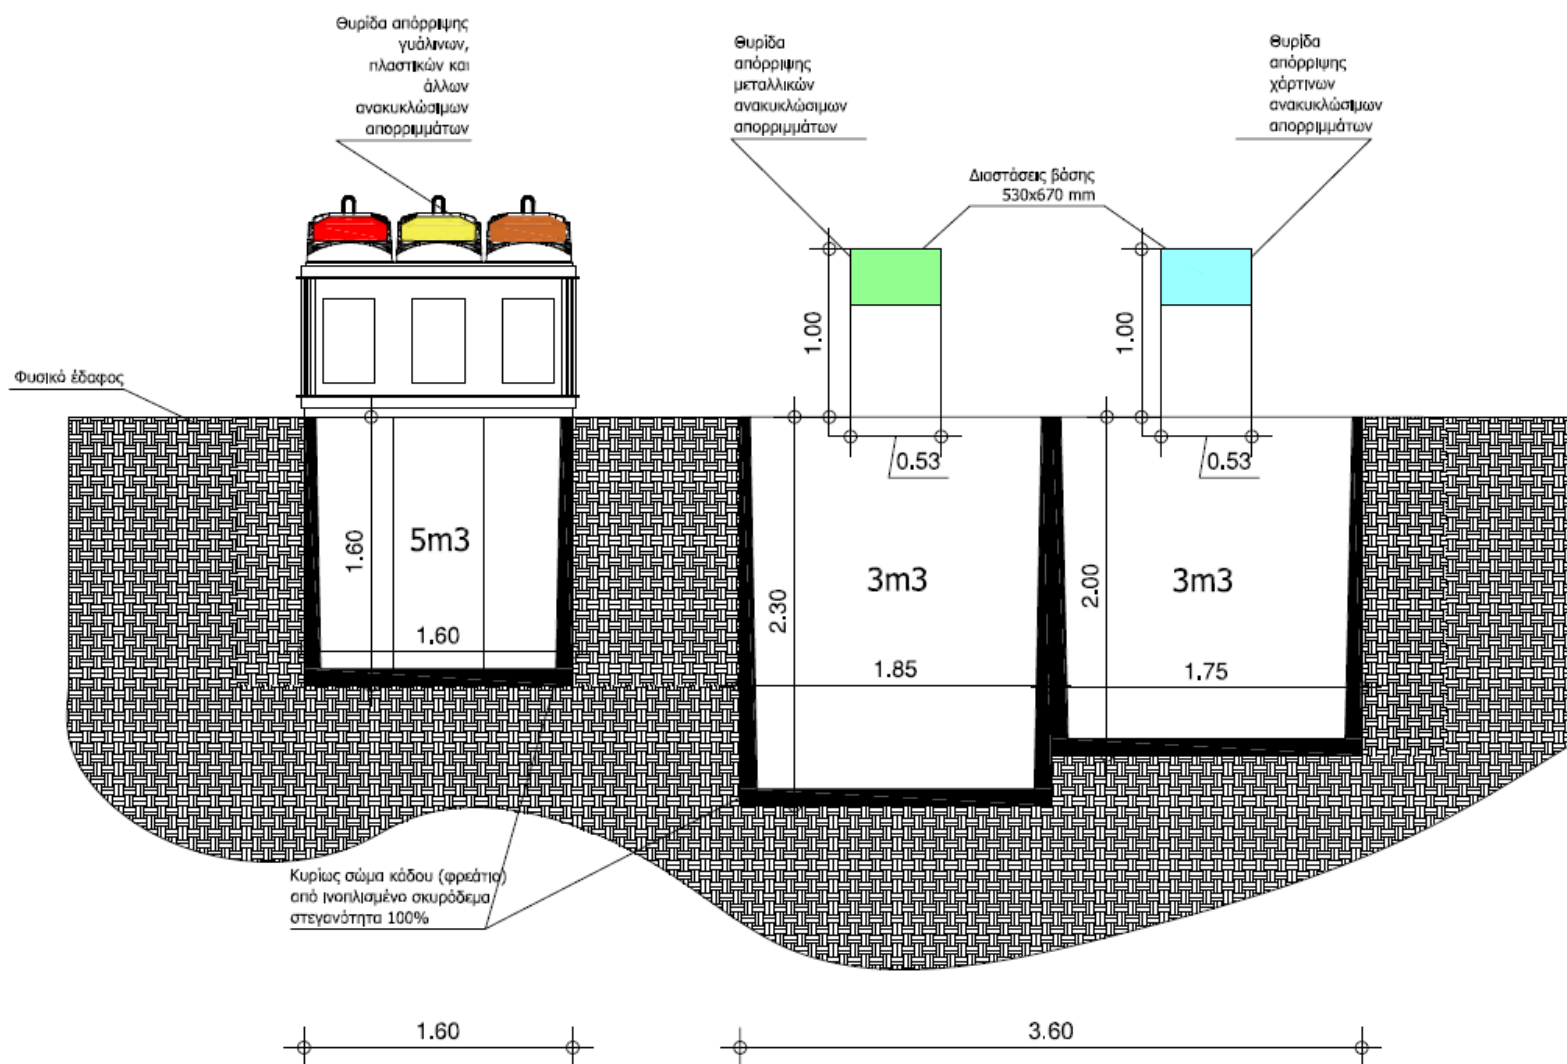 Θυρίδα απόρριψης
γυάλινων,
πλαστικών και
άλλων
ανακυκλώσιμων
απορριμμάτων
Θυρίδα
απόρριψης
μεταλλικών
ανακυκλώσιμων
απορριμμάτων
Θυρίδα
απόρριψης
χάρτινων
ανακυκλώσιμων
απορριμμάτων
Διαστάσεις βάσης
530x670 mm
1.00
1.00
Φυσικό έδαφος
0.53
0.53
1.60
5m3
1.60
2.30
3m3
1.85
2.00
3m3
1.75
Κυρίως σώμα κάδου (φρεάτιο)
από ινοπλισμένο σκυρόδεμα
στεγανότητα 100%
1.60
3.60